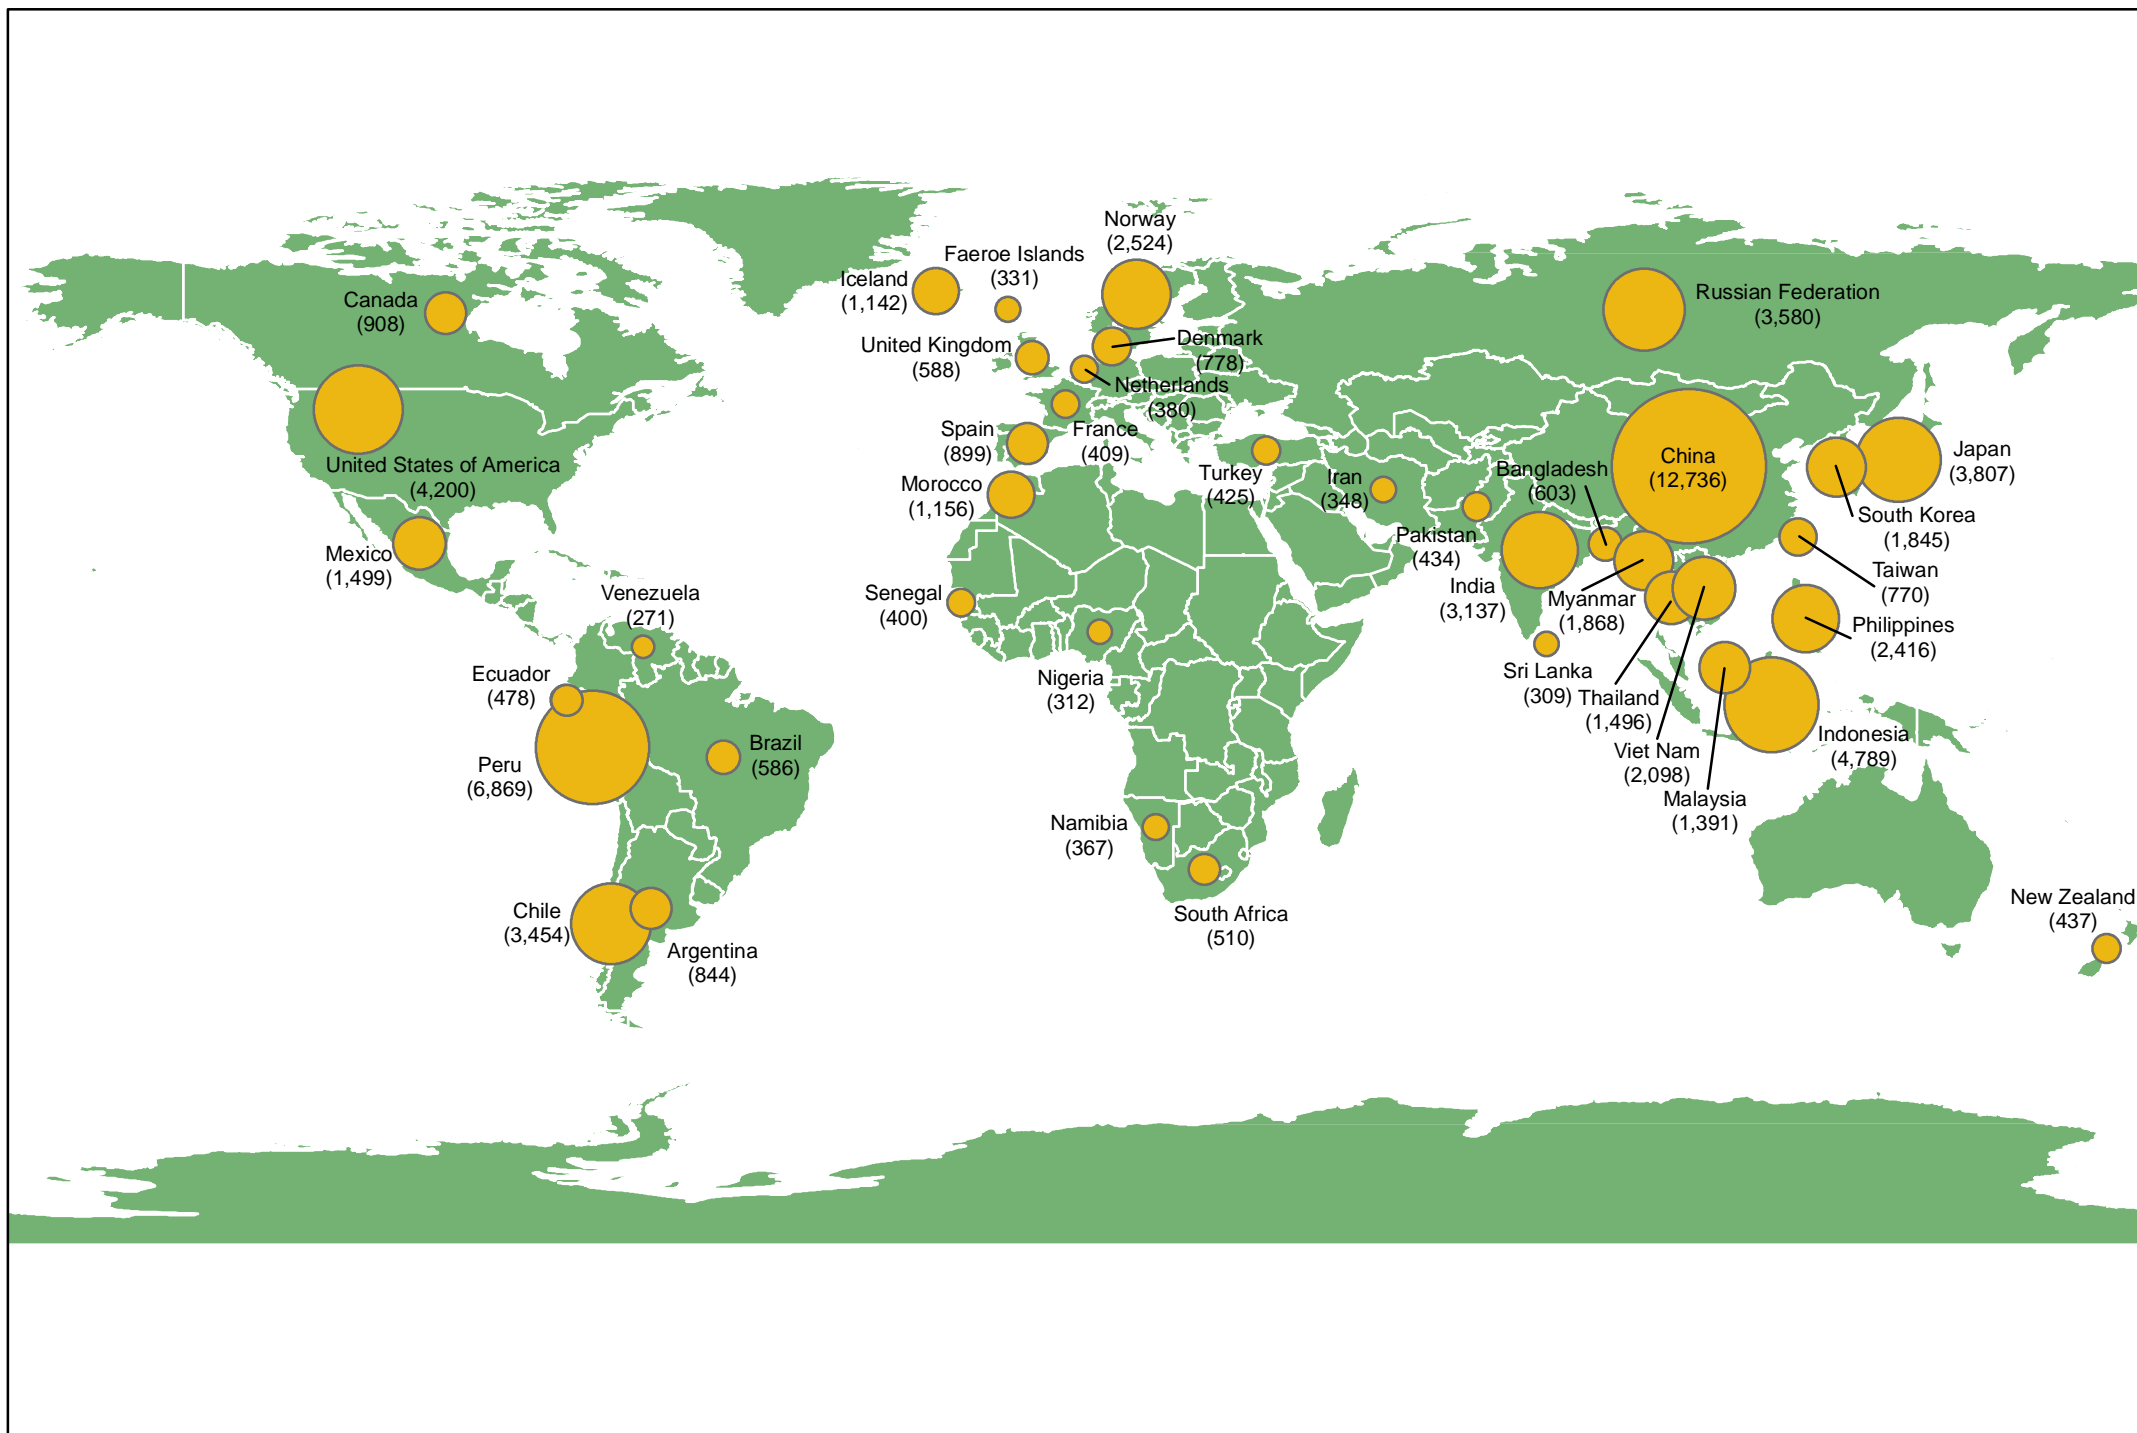 Norway
(2,524)
Faeroe Islands
(331)
Iceland
(1,142)
Canada
(908)
Russian Federation
(3,580)
United Kingdom
(588)
Denmark
(778)
Netherlands
(380)
Spain
(899)
France
(409)
United States of America
(4,200)
Morocco
(1,156)
Turkey
(425)
Iran
(348)
Bangladesh
(603)
China
(12,736)
Japan
(3,807)
South Korea
(1,845)
Pakistan
(434)
Mexico
(1,499)
Taiwan
(770)
India
(3,137)
Myanmar
(1,868)
Venezuela
(271)
Senegal
(400)
Philippines
(2,416)
Ecuador
(478)
Nigeria
(312)
Sri Lanka
(309)
Thailand
(1,496)
Indonesia
(4,789)
Brazil
(586)
Viet Nam
(2,098)
Peru
(6,869)
Malaysia
(1,391)
Namibia
(367)
Chile
(3,454)
South Africa
(510)
New Zealand
(437)
Argentina
(844)